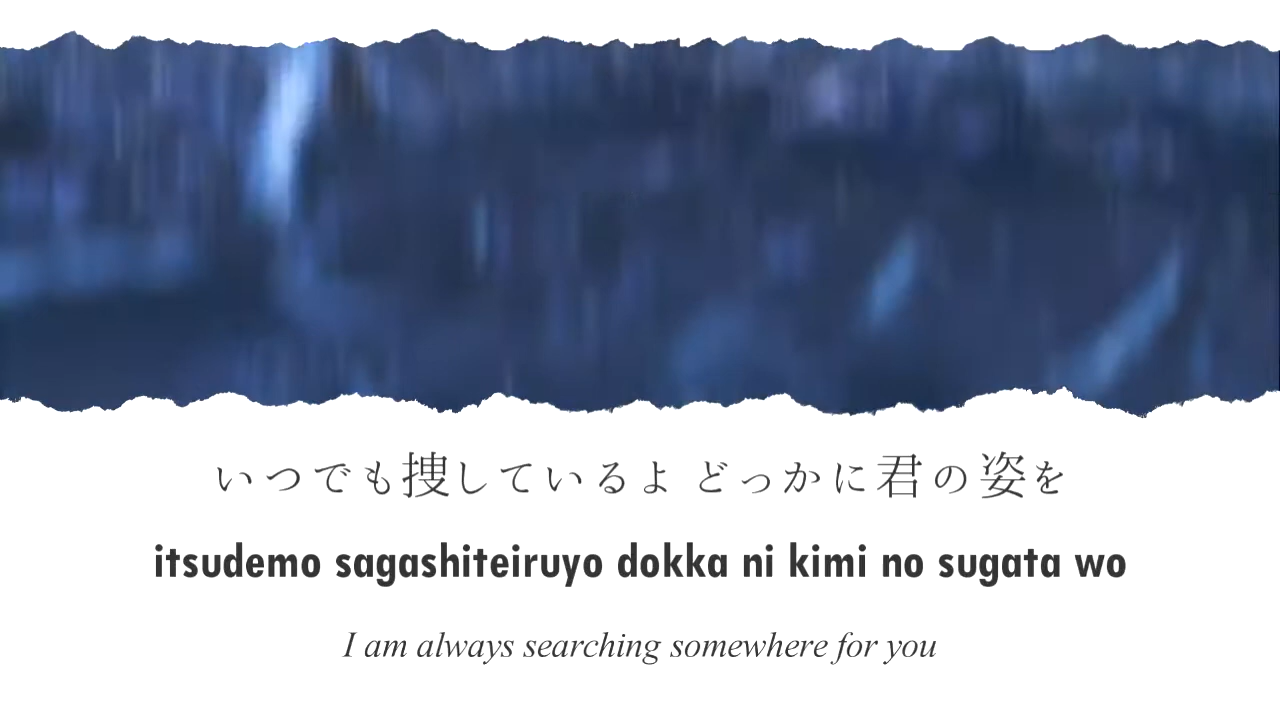 いつでも捜しているよ どっかに君の姿を
itsudemo sagashiteiruyo dokka ni kimi no sugata wo
I am always searching somewhere for you